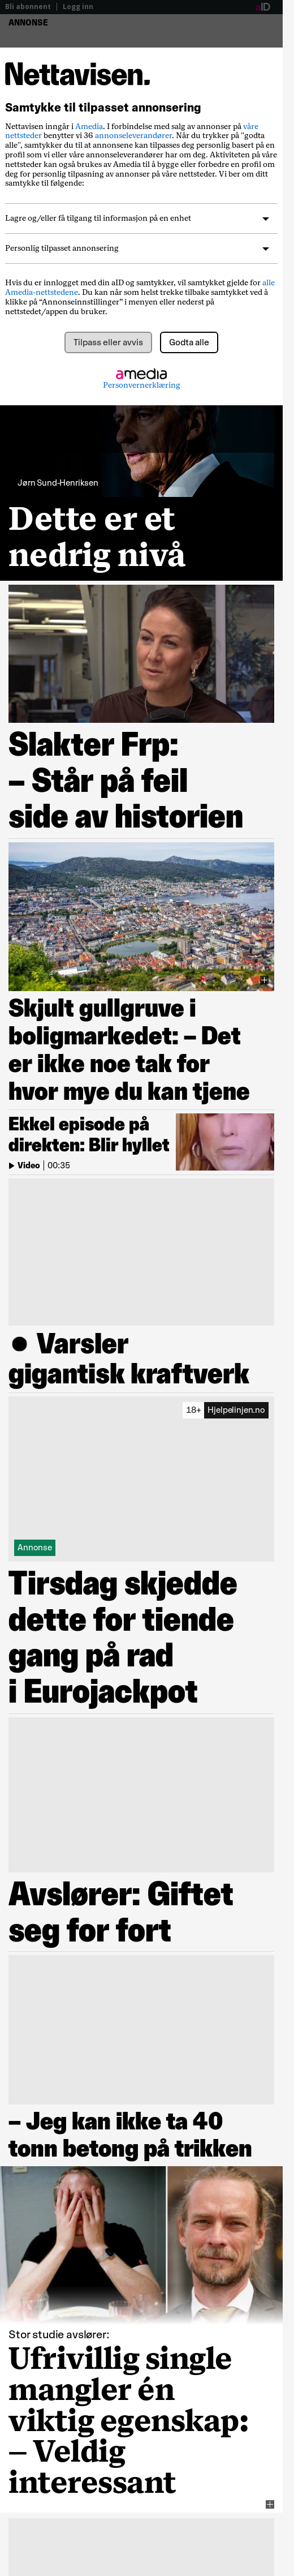 Bli abonnent | Logg inn
aID
ANNONSE
Nettavisen.
Samtykke til tilpasset annonsering
Nettavisen inngår i Amedia. I forbindelse med salg av annonser på våre
nettsteder benytter vi 36 annonseleverandører. Når du trykker på "godta
alle", samtykker du til at annonsene kan tilpasses deg personlig basert på en
profil som vi eller våre annonseleverandører har om deg. Aktiviteten på våre
nettsteder kan også brukes av Amedia til å bygge eller forbedre en profil om
deg for personlig tilpasning av annonser på våre nettsteder. Vi ber om ditt
samtykke til følgende:
Lagre og/eller få tilgang til informasjon på en enhet
Personlig tilpasset annonsering
Hvis du er innlogget med din aID og samtykker, vil samtykket gjelde for alle
Amedia-nettstedene. Du kan når som helst trekke tilbake samtykket ved å
klikke på “Annonseinnstillinger” i menyen eller nederst på
nettstedet/appen du bruker.
Tilpass eller avvis
Godta alle
amedia
Personvernerklæring
Jørn Sund-Henriksen
Dette er et
nedrig nivå
Slakter Frp:
– Står på feil
side av historien
Skjult gullgruve i
boligmarkedet: – Det
er ikke noe tak for
hvor mye du kan tjene
Ekkel episode på
direkten: Blir hyllet
Video | 00:35
● Varsler
gigantisk kraftverk
18+ Hjelpelinjen.no
Annonse
Tirsdag skjedde
dette for tiende
gang på rad
i Eurojackpot
Avslører: Giftet
seg for fort
– Jeg kan ikke ta 40
tonn betong på trikken
Stor studie avslører:
Ufrivillig single
mangler én
viktig egenskap:
– Veldig
interessant